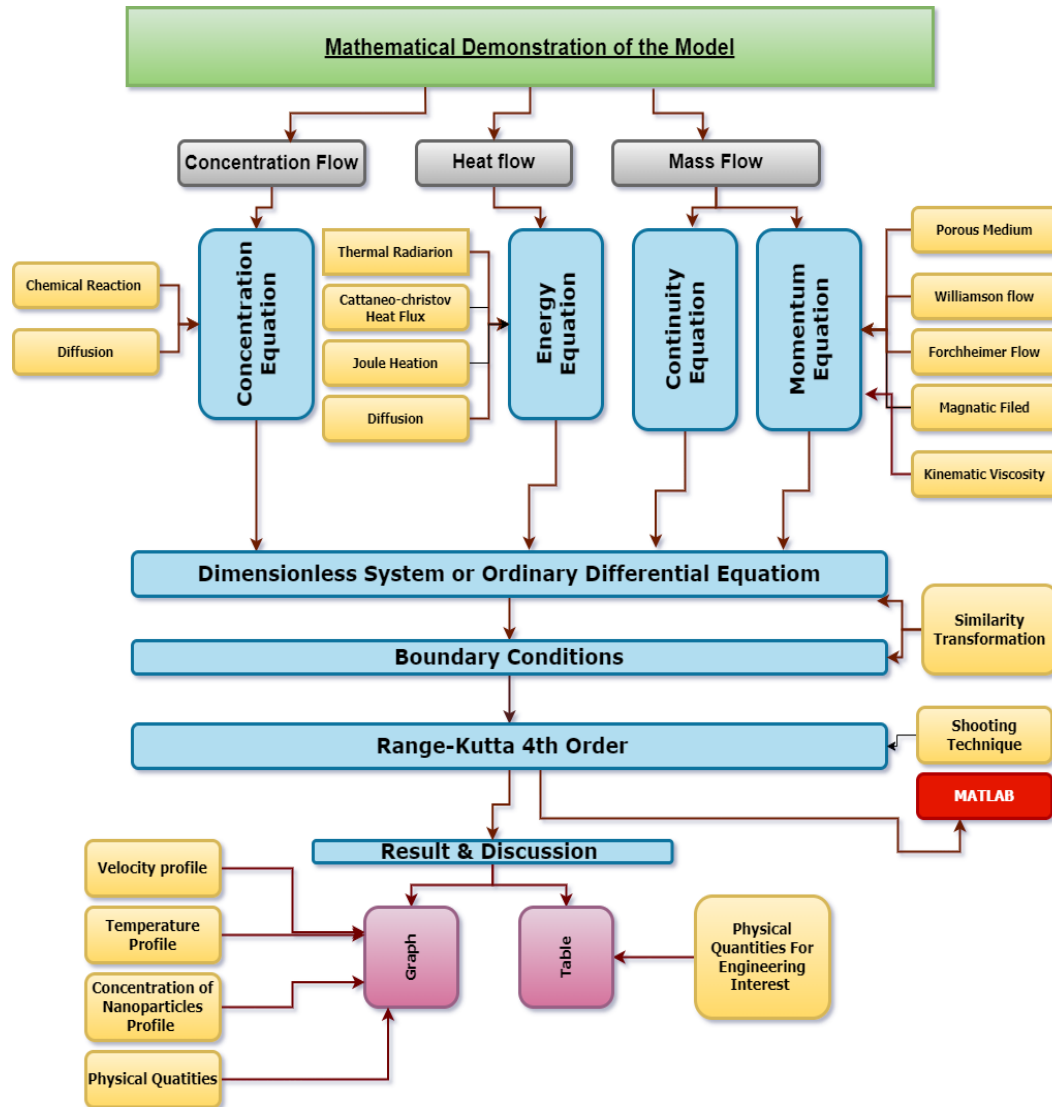 Mathematical Demonstration of the Model
Concentration Flow
Heat flow
Mass Flow
Concentration
Equation
Energy
Equation
Continuity
Equation
Momentum
Equation
Chemical Reaction
Diffusion
Thermal Radiarion
Cattaneo-christov
Heat Flux
Joule Heation
Diffusion
Porous Medium
Williamson flow
Forchheimer Flow
Magnatic Filed
Kinematic Viscosity
Dimensionless System or Ordinary Differential Equatiom
Similarity
Transformation
Boundary Conditions
Range-Kutta 4th Order
Shooting
Technique
MATLAB
Result & Discussion
Velocity profile
Temperature
Profile
Concentration of
Nanoparticles
Profile
Physical Quatities
Graph
Table
Physical
Quantities For
Engineering
Interest